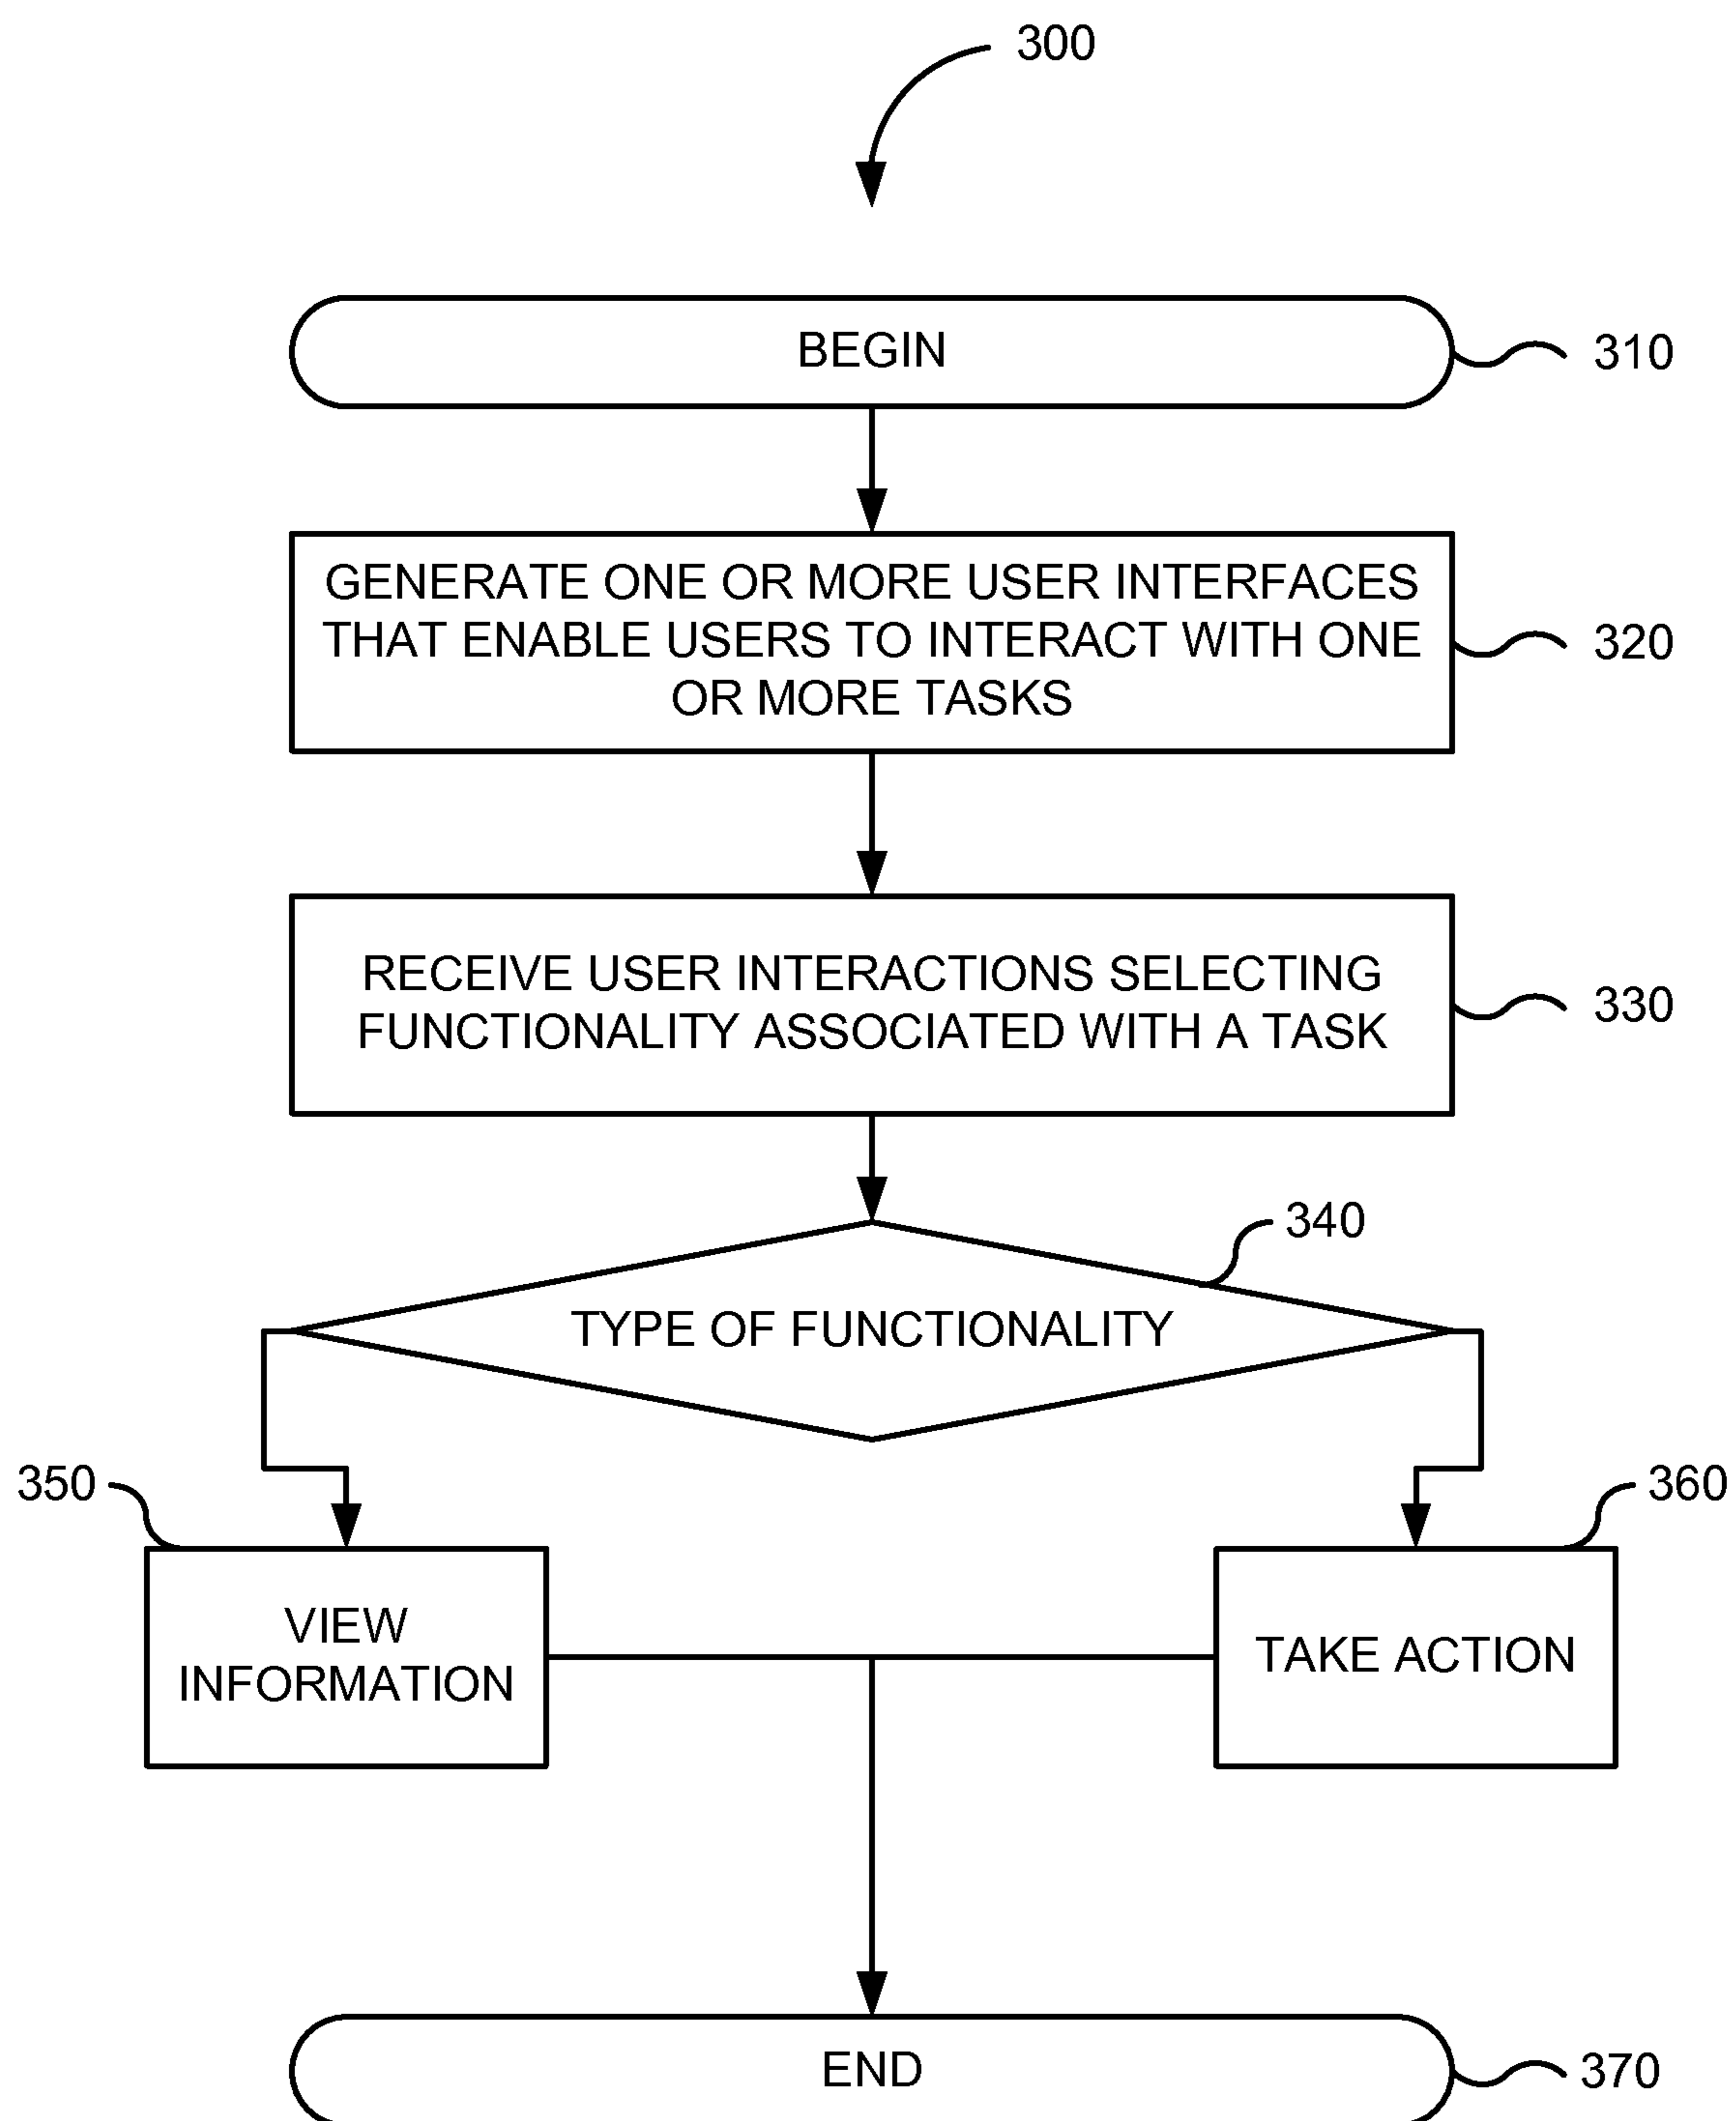 300
BEGIN
310
GENERATE ONE OR MORE USER INTERFACES
THAT ENABLE USERS TO INTERACT WITH ONE
OR MORE TASKS
320
RECEIVE USER INTERACTIONS SELECTING
FUNCTIONALITY ASSOCIATED WITH A TASK
330
340
TYPE OF FUNCTIONALITY
350
360
VIEW
INFORMATION
TAKE ACTION
END
370